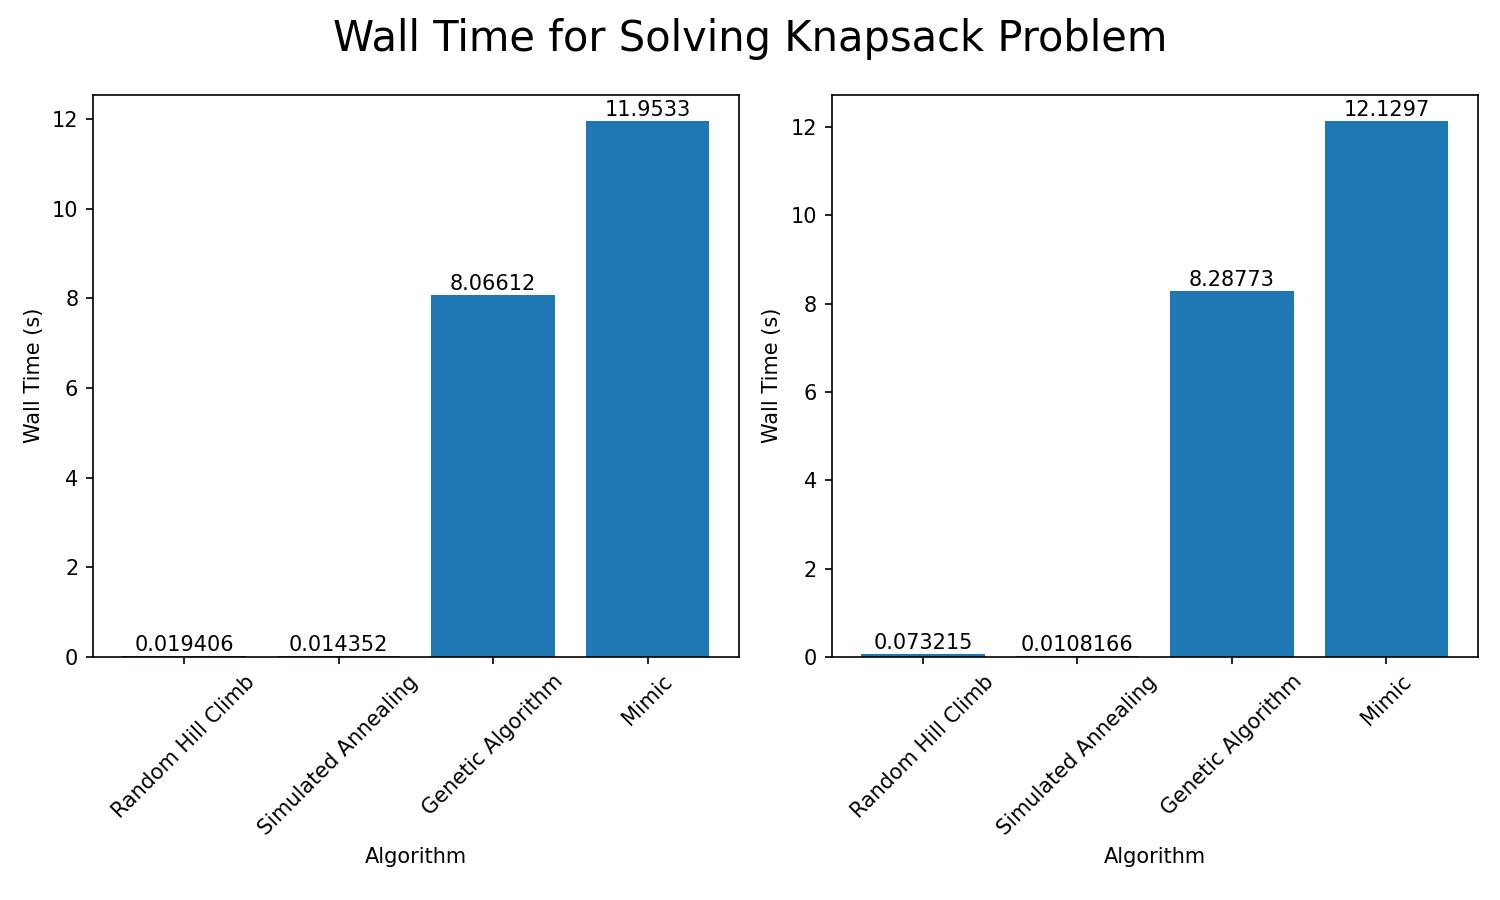 Wall Time for Solving Knapsack Problem
Wall Time (s)
12
10
8
6
4
2
0
0.019406
0.014352
8.06612
11.9533
Random Hill Climb
Simulated Annealing
Genetic Algorithm
Mimic
Algorithm
Wall Time (s)
12
10
8
6
4
2
0
0.073215
0.0108166
8.28773
12.1297
Random Hill Climb
Simulated Annealing
Genetic Algorithm
Mimic
Algorithm